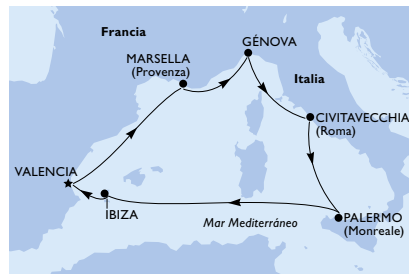 Francia
GÉNOVA
MARSELLA
(Provenza)
Italia
CIVITAVECCHIA
(Roma)
VALENCIA
IBIZA
Mar Mediterráneo
PALERMO
(Monreale)